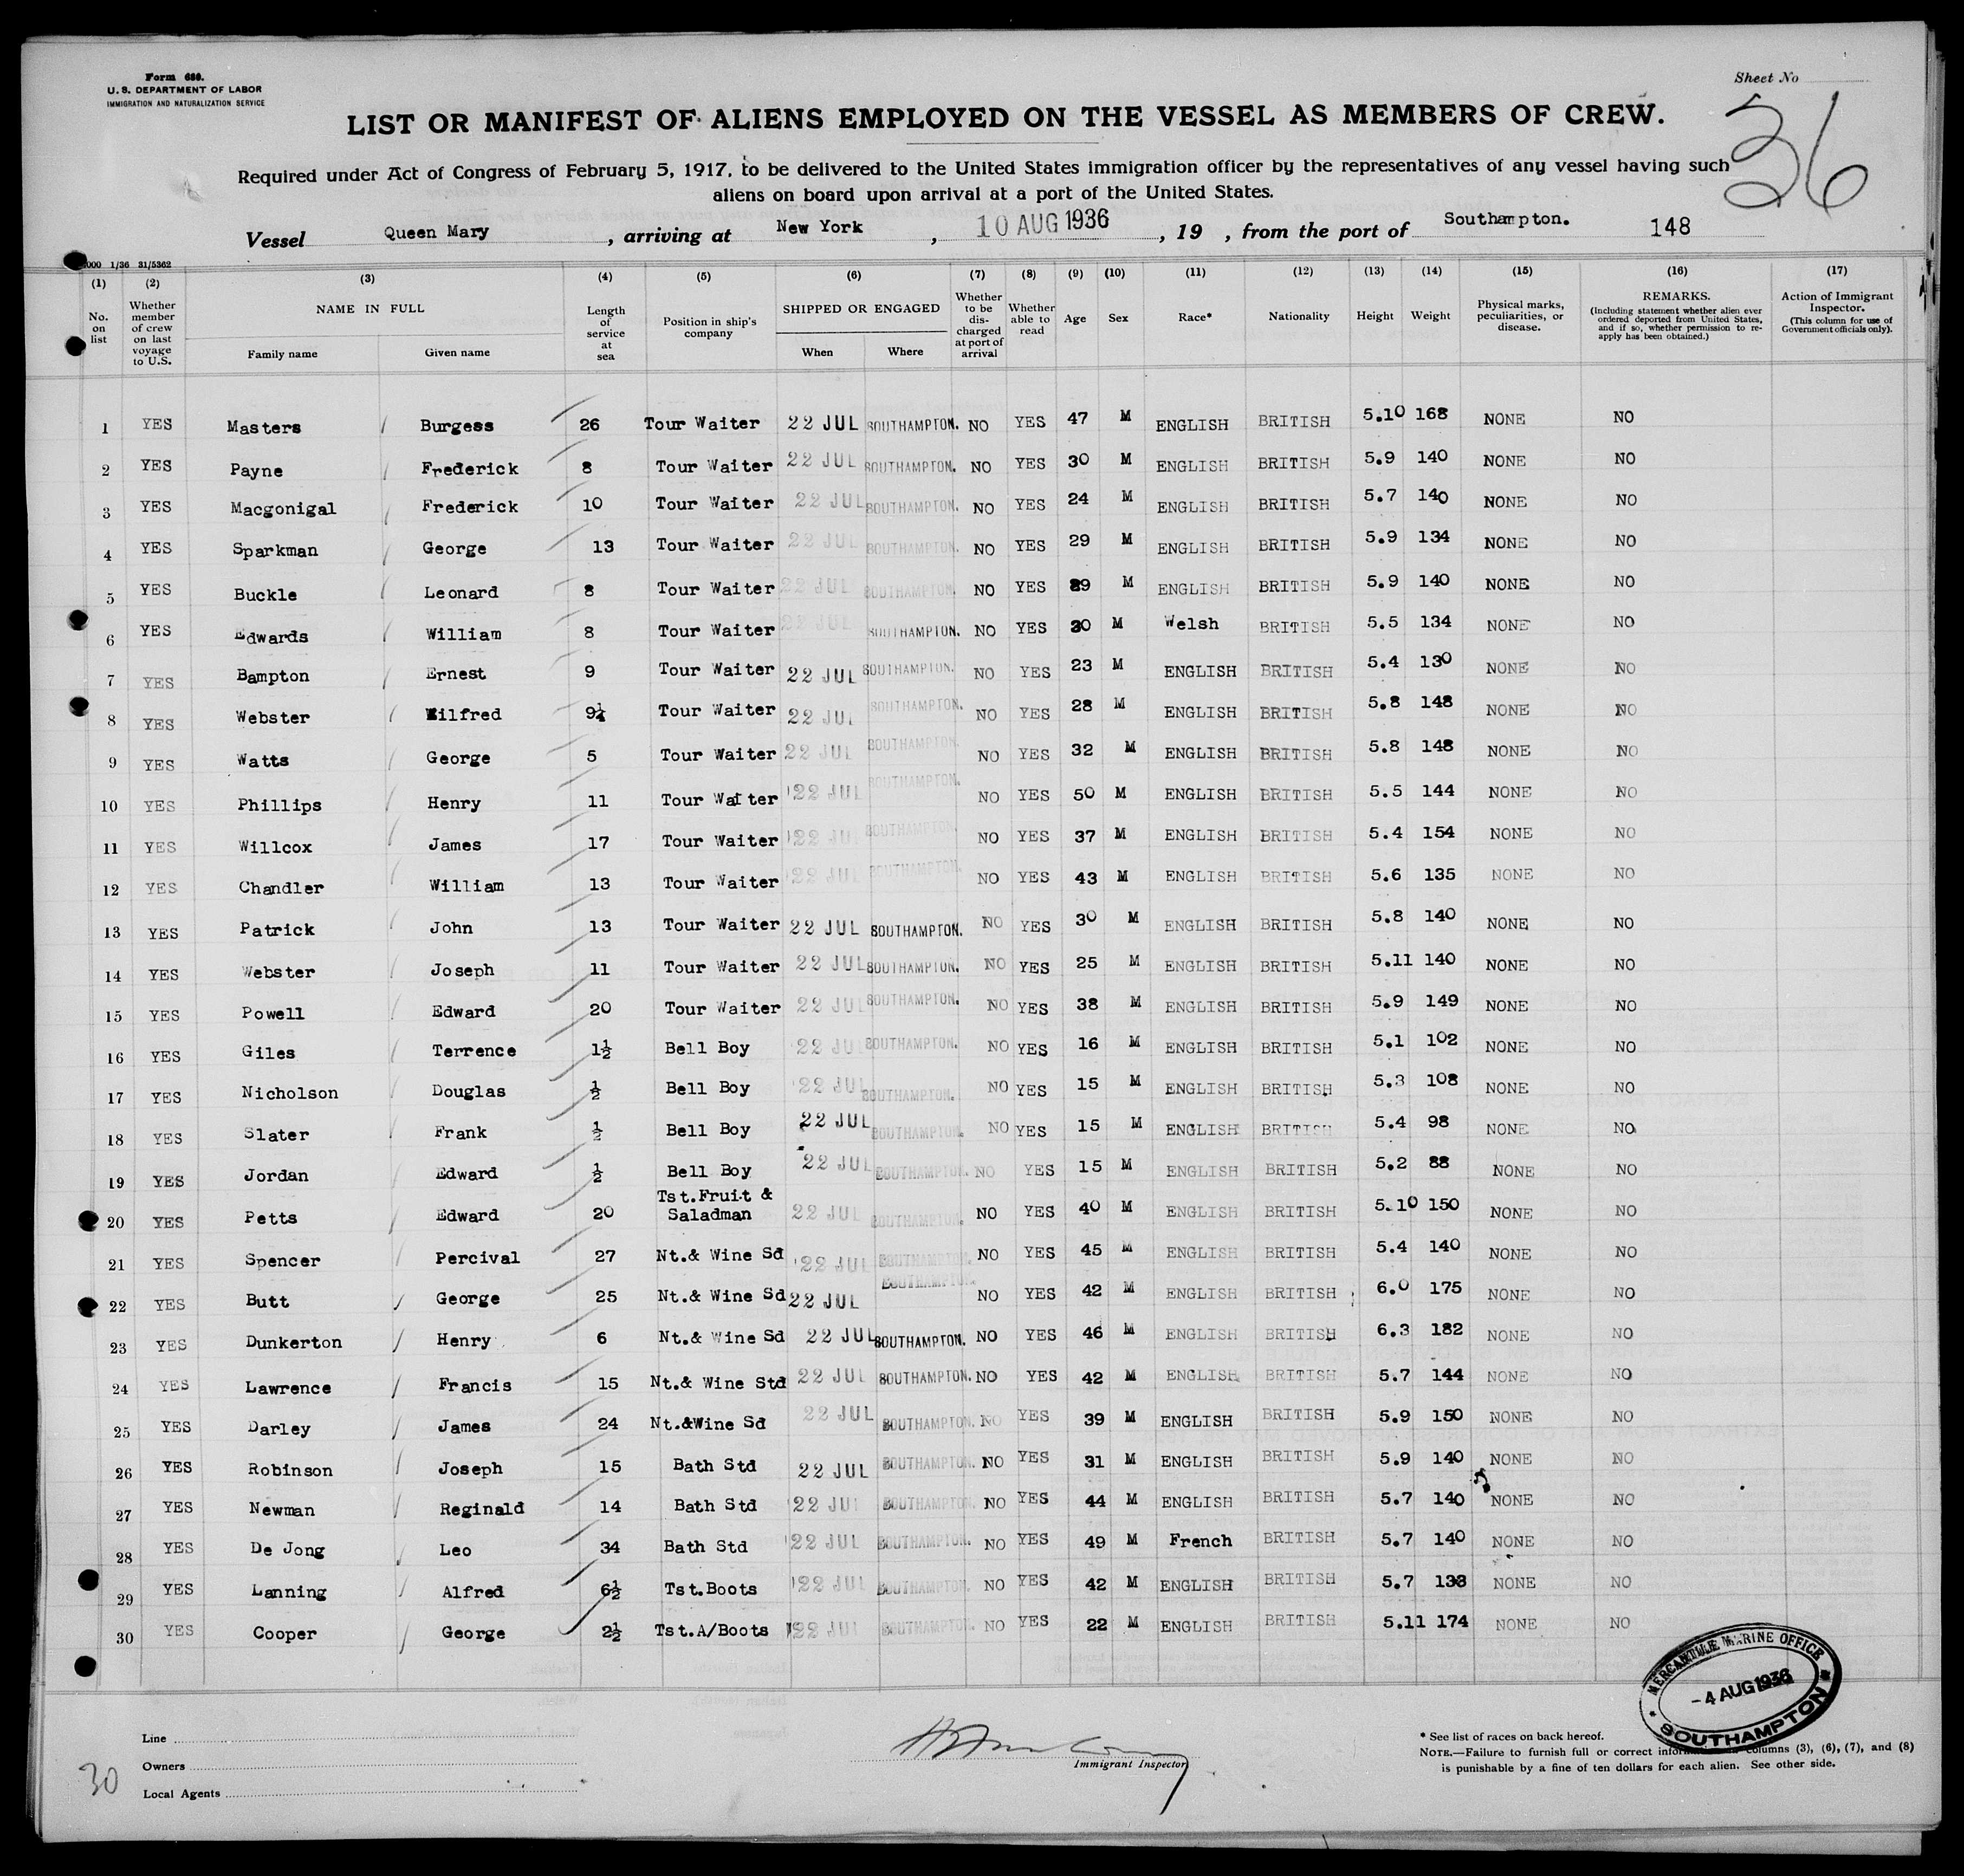 Form 680.
U. S. DEPARTMENT OF LABOR
IMMIGRATION AND NATURALIZATION SERVICE
Sheet No
36
LIST OR MANIFEST OF ALIENS EMPLOYED ON THE VESSEL AS MEMBERS OF CREW.
Required under Act of Congress of February 5, 1917, to be delivered to the United States immigration officer by the representatives of any vessel having such
aliens on board upon arrival at a port of the United States.
Vessel Queen Mary, arriving at New York, 10 AUG 1936, 19 , from the port of Southampton. 148
000 1/36 31/5362
(1) (2) (3) (4) (5) (6) (7) (8) (9) (10) (11) (12) (13) (14) (15) (16) (17)
No. on list
Whether member of crew on last voyage to U.S.
NAME IN FULL
Family name
Given name
Length of service at sea
Position in ship's company
SHIPPED OR ENGAGED
When
Where
Whether to be discharged at port of arrival
Whether able to read
Age
Sex
Race*
Nationality
Height
Weight
Physical marks, peculiarities, or disease.
REMARKS.
(Including statement whether alien ever ordered deported from United States, and if so, whether permission to re-apply has been obtained.)
Action of Immigrant Inspector.
(This column for use of Government officials only).
1 YES Masters Burgess 26 Tour Waiter 22 JUL SOUTHAMPTON. NO YES 47 M ENGLISH BRITISH 5.10 168 NONE NO
2 YES Payne Frederick 8 Tour Waiter 22 JUL SOUTHAMPTON. NO YES 30 M ENGLISH BRITISH 5.9 140 NONE NO
3 YES Macgonigal Frederick 10 Tour Waiter 22 JUL SOUTHAMPTON. NO YES 24 M ENGLISH BRITISH 5.7 140 NONE NO
4 YES Sparkman George 13 Tour Waiter 22 JUL SOUTHAMPTON. NO YES 29 M ENGLISH BRITISH 5.9 134 NONE NO
5 YES Buckle Leonard 8 Tour Waiter 22 JUL SOUTHAMPTON. NO YES 29 M ENGLISH BRITISH 5.9 140 NONE NO
6 YES Edwards William 8 Tour Waiter 22 JUL SOUTHAMPTON. NO YES 30 M Welsh BRITISH 5.5 134 NONE NO
7 YES Bampton Ernest 9 Tour Waiter 22 JUL SOUTHAMPTON. NO YES 23 M ENGLISH BRITISH 5.4 130 NONE NO
8 YES Webster Wilfred 9¼ Tour Waiter 22 JUL SOUTHAMPTON. NO YES 28 M ENGLISH BRITISH 5.8 148 NONE NO
9 YES Watts George 5 Tour Waiter 22 JUL SOUTHAMPTON. NO YES 32 M ENGLISH BRITISH 5.8 148 NONE NO
10 YES Phillips Henry 11 Tour Waiter 22 JUL SOUTHAMPTON. NO YES 50 M ENGLISH BRITISH 5.5 144 NONE NO
11 YES Willcox James 17 Tour Waiter 22 JUL SOUTHAMPTON. NO YES 37 M ENGLISH BRITISH 5.4 154 NONE NO
12 YES Chandler William 13 Tour Waiter 22 JUL SOUTHAMPTON. NO YES 43 M ENGLISH BRITISH 5.6 135 NONE NO
13 YES Patrick John 13 Tour Waiter 22 JUL SOUTHAMPTON. NO YES 30 M ENGLISH BRITISH 5.8 140 NONE NO
14 YES Webster Joseph 11 Tour Waiter 22 JUL SOUTHAMPTON. NO YES 25 M ENGLISH BRITISH 5.11 140 NONE NO
15 YES Powell Edward 20 Tour Waiter 22 JUL SOUTHAMPTON. NO YES 38 M ENGLISH BRITISH 5.9 149 NONE NO
16 YES Giles Terrence 1½ Bell Boy 22 JUL SOUTHAMPTON. NO YES 16 M ENGLISH BRITISH 5.1 102 NONE NO
17 YES Nicholson Douglas ½ Bell Boy 22 JUL SOUTHAMPTON. NO YES 15 M ENGLISH BRITISH 5.3 108 NONE NO
18 YES Slater Frank ½ Bell Boy 22 JUL SOUTHAMPTON. NO YES 15 M ENGLISH BRITISH 5.4 98 NONE NO
19 YES Jordan Edward ½ Bell Boy 22 JUL SOUTHAMPTON. NO YES 15 M ENGLISH BRITISH 5.2 88 NONE NO
20 YES Petts Edward 20 Tst.Fruit & Saladman 22 JUL SOUTHAMPTON. NO YES 40 M ENGLISH BRITISH 5.10 150 NONE NO
21 YES Spencer Percival 27 Nt.& Wine Sd 22 JUL SOUTHAMPTON. NO YES 45 M ENGLISH BRITISH 5.4 140 NONE NO
22 YES Butt George 25 Nt.& Wine Sd 22 JUL SOUTHAMPTON. NO YES 42 M ENGLISH BRITISH 6.0 175 NONE NO
23 YES Dunkerton Henry 6 Nt.& Wine Sd 22 JUL SOUTHAMPTON. NO YES 46 M ENGLISH BRITISH 6.3 182 NONE NO
24 YES Lawrence Francis 15 Nt.& Wine Std 22 JUL SOUTHAMPTON. NO YES 42 M ENGLISH BRITISH 5.7 144 NONE NO
25 YES Darley James 24 Nt.&Wine Sd 22 JUL SOUTHAMPTON. NO YES 39 M ENGLISH BRITISH 5.9 150 NONE NO
26 YES Robinson Joseph 15 Bath Std 22 JUL SOUTHAMPTON. NO YES 31 M ENGLISH BRITISH 5.9 140 NONE NO
27 YES Newman Reginald 14 Bath Std 22 JUL SOUTHAMPTON. NO YES 44 M ENGLISH BRITISH 5.7 140 NONE NO
28 YES De Jong Leo 34 Bath Std 22 JUL SOUTHAMPTON. NO YES 49 M French BRITISH 5.7 140 NONE NO
29 YES Lanning Alfred 6½ Tst.Boots 22 JUL SOUTHAMPTON. NO YES 42 M ENGLISH BRITISH 5.7 138 NONE NO
30 YES Cooper George 2½ Tst.A/Boots 22 JUL SOUTHAMPTON. NO YES 22 M ENGLISH BRITISH 5.11 174 NONE NO
MERCANTILE MARINE OFFICE
-4 AUG 1936
SOUTHAMPTON
Line
Owners
Local Agents
30
Immigrant Inspector
* See list of races on back hereof.
NOTE.—Failure to furnish full or correct columns (3), (6), (7), and (8)
is punishable by a fine of ten dollars for each alien. See other side.